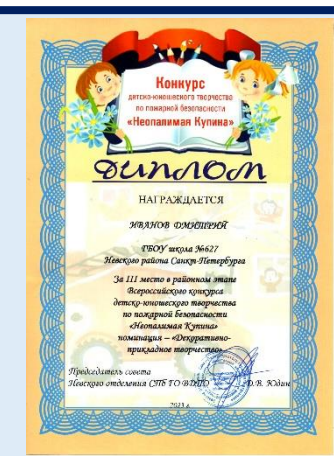 Конкурс
детско-юношеского творчества
по пожарной безопасности
«Неопалимая Купина»
ДИПЛОМ
НАГРАЖДАЕТСЯ
ИВАНОВ ДМИТРИЙ
ГБОУ школа №627
Невского района Санкт-Петербурга
За III место в районном этапе
Всероссийского конкурса
детско-юношеского творчества
по пожарной безопасности
«Неопалимая Купина»
номинация – «Декоративно-
прикладное творчество»
Председатель совета
Невского отделения СПб ГО ВДПО Д.В. Юдин